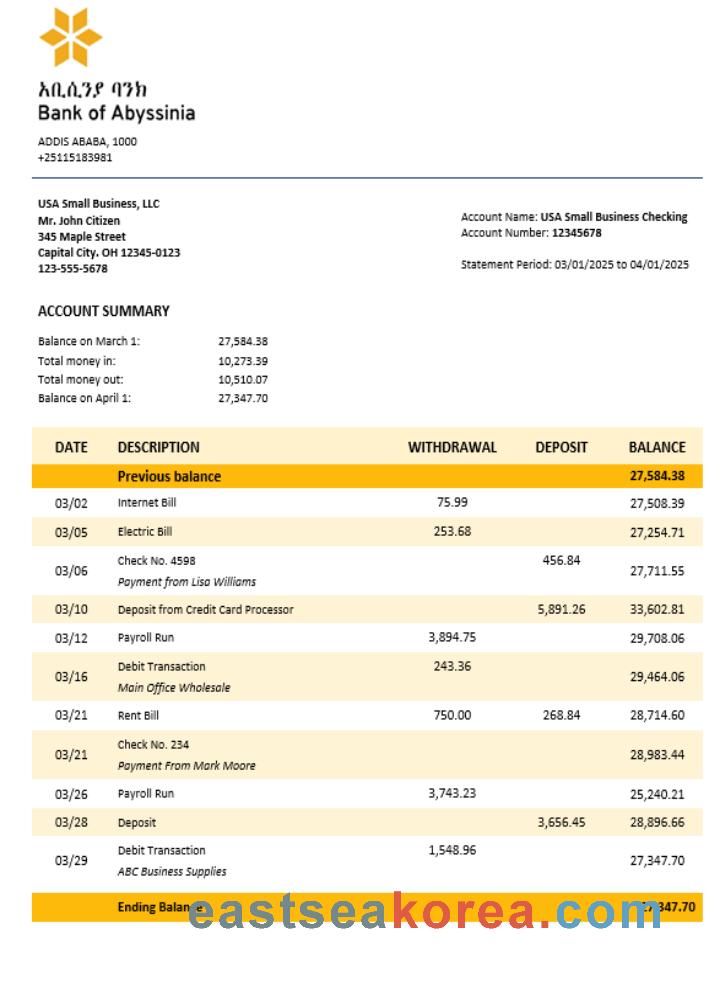 አቢሲንያ ባንክ
Bank of Abyssinia
ADDIS ABABA, 1000
+25115183981
USA Small Business, LLC
Mr. John Citizen
345 Maple Street
Capital City. OH 12345-0123
123-555-5678
Account Name: USA Small Business Checking
Account Number: 12345678
Statement Period: 03/01/2025 to 04/01/2025
ACCOUNT SUMMARY
Balance on March 1: 27,584.38
Total money in: 10,273.39
Total money out: 10,510.07
Balance on April 1: 27,347.70
DATE DESCRIPTION WITHDRAWAL DEPOSIT BALANCE
Previous balance 27,584.38
03/02 Internet Bill 75.99 27,508.39
03/05 Electric Bill 253.68 27,254.71
03/06 Check No. 4598 456.84 27,711.55
Payment from Lisa Williams
03/10 Deposit from Credit Card Processor 5,891.26 33,602.81
03/12 Payroll Run 3,894.75 29,708.06
03/16 Debit Transaction 243.36 29,464.06
Main Office Wholesale
03/21 Rent Bill 750.00 268.84 28,714.60
03/21 Check No. 234 28,983.44
Payment From Mark Moore
03/26 Payroll Run 3,743.23 25,240.21
03/28 Deposit 3,656.45 28,896.66
03/29 Debit Transaction 1,548.96 27,347.70
ABC Business Supplies
Ending Balance 27,347.70
eastseakorea.com